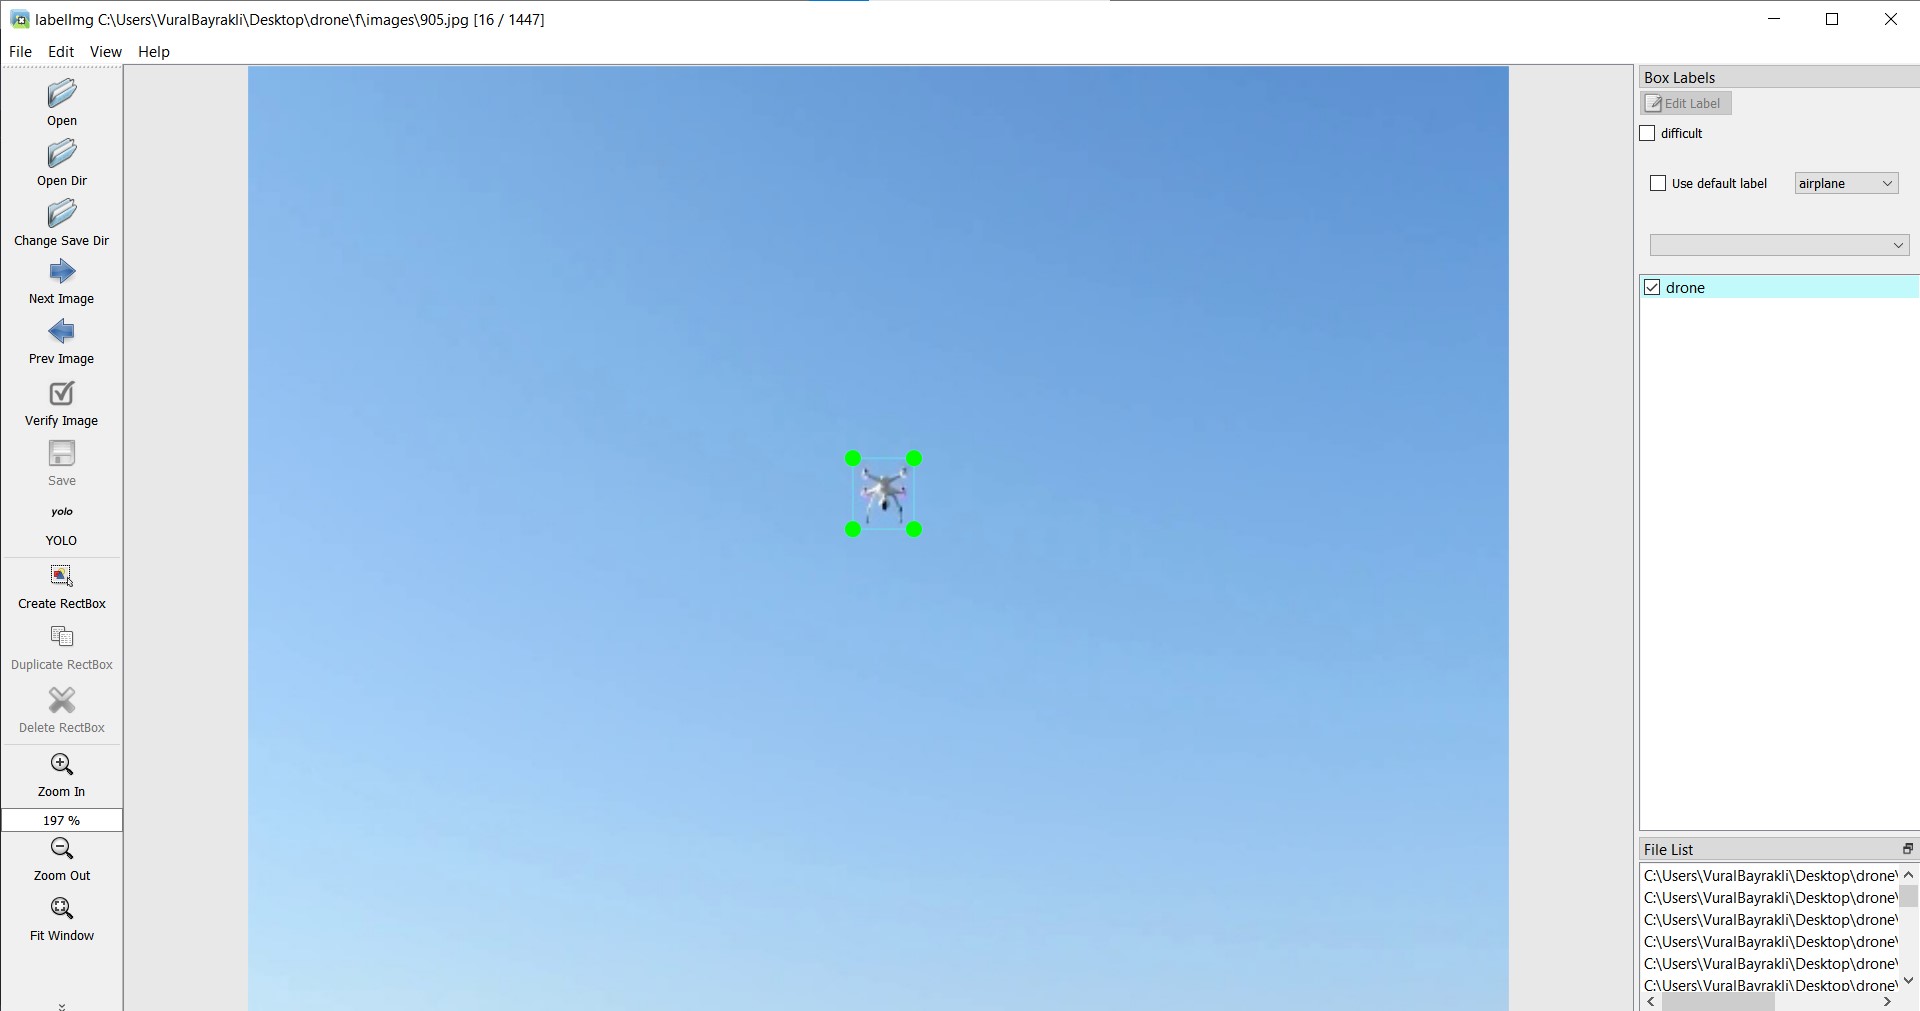 labelImg C:\Users\VuralBayrakli\Desktop\drone\f\images\905.jpg [16 / 1447]
File Edit View Help
Open
Open Dir
Change Save Dir
Next Image
Prev Image
Verify Image
Save
yolo
YOLO
Create RectBox
Duplicate RectBox
Delete RectBox
Zoom In
197 %
Zoom Out
Fit Window
Box Labels
Edit Label
difficult
Use default label airplane
drone
File List
C:\Users\VuralBayrakli\Desktop\drone\
C:\Users\VuralBayrakli\Desktop\drone\
C:\Users\VuralBayrakli\Desktop\drone\
C:\Users\VuralBayrakli\Desktop\drone\
C:\Users\VuralBayrakli\Desktop\drone\
C:\Users\VuralBayrakli\Desktop\drone\